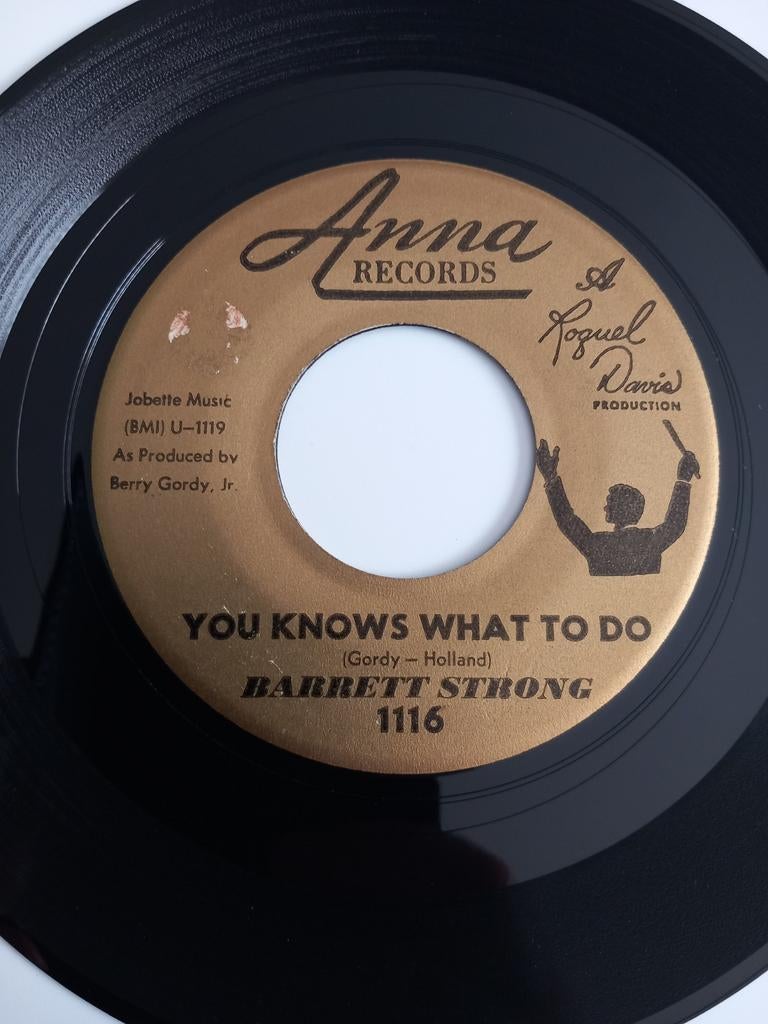 Anna
RECORDS
A
Roquel
Davis
PRODUCTION
Jobette Music
(BMI) U-1119
As Produced by
Berry Gordy, Jr.
YOU KNOWS WHAT TO DO
(Gordy — Holland)
BARRETT STRONG
1116